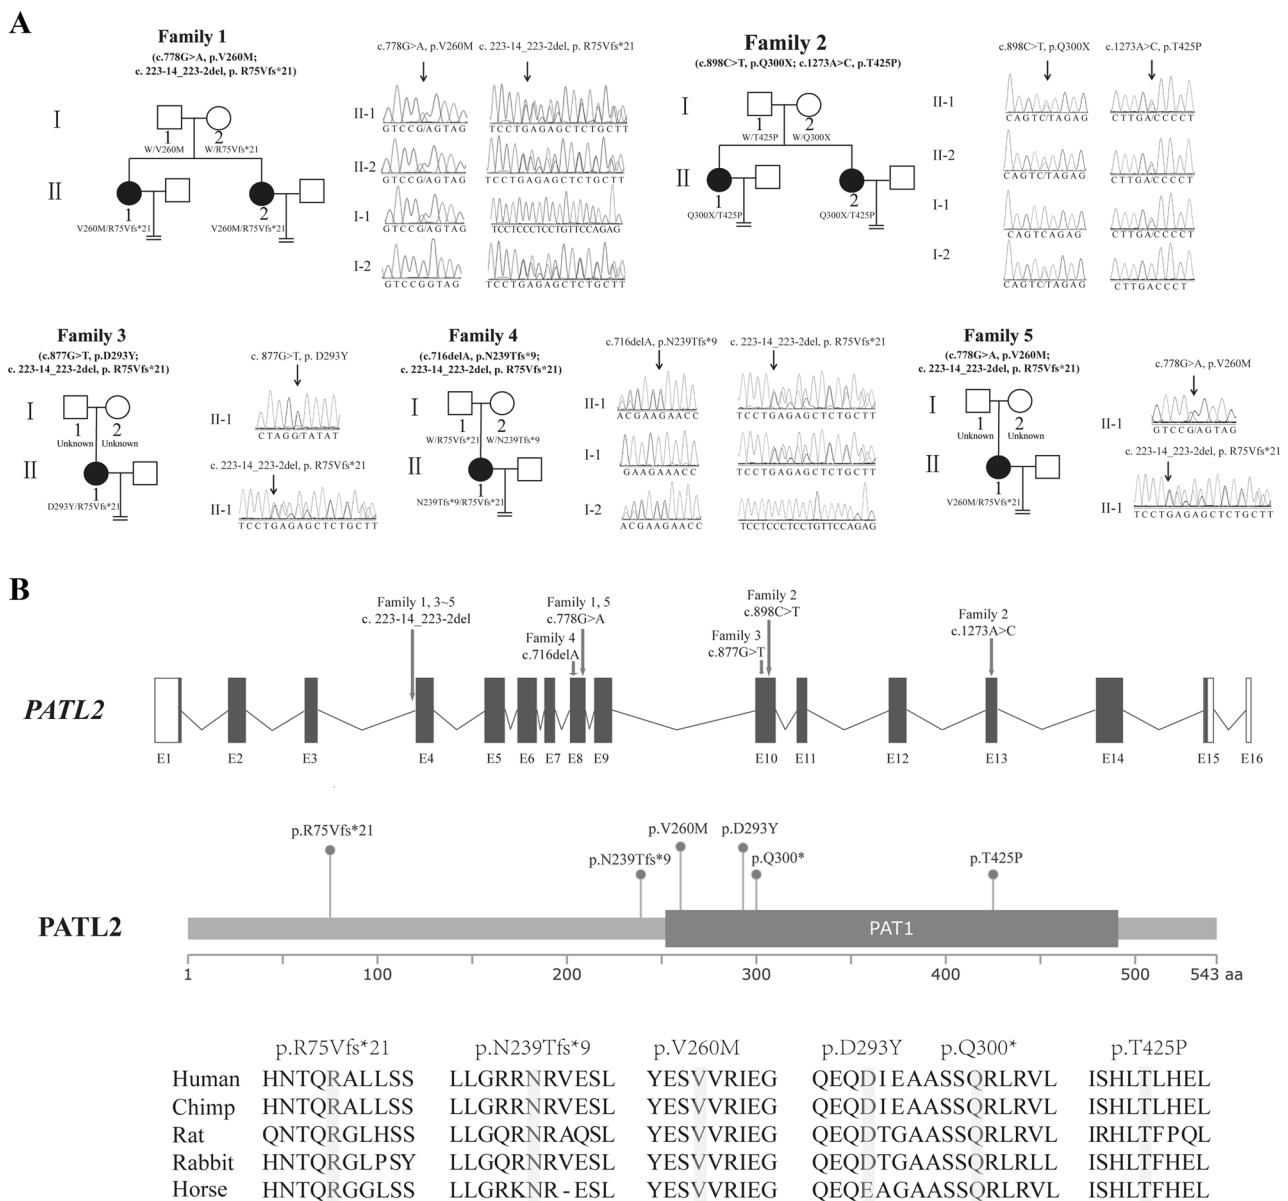 A
Family 1
(c.778G>A, p.V260M;
c. 223-14_223-2del, p. R75Vfs*21)
I
1
2
W/V260M
W/R75Vfs*21
II
1
2
V260M/R75Vfs*21
V260M/R75Vfs*21
c.778G>A, p.V260M
c. 223-14_223-2del, p. R75Vfs*21
II-1
GTCCG/AGTAG
TCCTGAGAGCTCTGCTT
II-2
GTCCG/AGTAG
TCCTGAGAGCTCTGCTT
I-1
GTCCG/AGTAG
TCCTCCCTCCTGTTCCAGAG
I-2
GTCCGGTAG
TCCTGAGAGCTCTGCTT
Family 2
(c.898C>T, p.Q300X; c.1273A>C, p.T425P)
I
1
2
W/T425P
W/Q300X
II
1
2
Q300X/T425P
Q300X/T425P
c.898C>T, p.Q300X
c.1273A>C, p.T425P
II-1
CAGTC/TAGAG
CTTGA/CCCCT
II-2
CAGTC/TAGAG
CTTGA/CCCCT
I-1
CAGTCAGAG
CTTGA/CCCCT
I-2
CAGTC/TAGAG
CTTGACCCT
Family 3
(c.877G>T, p.D293Y;
c. 223-14_223-2del, p. R75Vfs*21)
I
1
2
Unknown
Unknown
II
1
D293Y/R75Vfs*21
c. 877G>T, p. D293Y
II-1
CTAGG/TATAT
c. 223-14_223-2del, p. R75Vfs*21
II-1
TCCTGAGAGCTCTGCTT
Family 4
(c.716delA, p.N239Tfs*9;
c. 223-14_223-2del, p. R75Vfs*21)
I
1
2
W/R75Vfs*21
W/N239Tfs*9
II
1
N239Tfs*9/R75Vfs*21
c.716delA, p.N239Tfs*9
c. 223-14_223-2del, p. R75Vfs*21
II-1
ACGAAGAACC
TCCTGAGAGCTCTGCTT
I-1
GAAGAAACC
TCCTGAGAGCTCTGCTT
I-2
ACGAAGAACC
TCCTCCCTCCTGTTCCAGAG
Family 5
(c.778G>A, p.V260M;
c. 223-14_223-2del, p. R75Vfs*21)
I
1
2
Unknown
Unknown
II
1
V260M/R75Vfs*21
c.778G>A, p.V260M
II-1
GTCCG/AGTAG
c. 223-14_223-2del, p. R75Vfs*21
II-1
TCCTGAGAGCTCTGCTT
B
Family 1, 3~5
c. 223-14_223-2del
Family 4
c.716delA
Family 1, 5
c.778G>A
Family 3
c.877G>T
Family 2
c.898C>T
Family 2
c.1273A>C
PATL2
E1 E2 E3 E4 E5 E6 E7 E8 E9 E10 E11 E12 E13 E14 E15 E16
p.R75Vfs*21
p.N239Tfs*9
p.V260M
p.D293Y
p.Q300*
p.T425P
PATL2
PAT1
1 100 200 300 400 500 543 aa
p.R75Vfs*21 p.N239Tfs*9 p.V260M p.D293Y p.Q300* p.T425P
Human HNTQRALLSS LLGRRNRVESL YESVVRIEG QEQDIEAASSQRLRVL ISHLTLHEL
Chimp HNTQRALLSS LLGRRNRVESL YESVVRIEG QEQDIEAASSQRLRVL ISHLTLHEL
Rat QNTQRGLHSS LLGQRNRAQSL YESVVRIEG QEQDTGAASSQRLRVL IRHLTFPQL
Rabbit HNTQRGLPSY LLGQRNRVESL YESVVRIEG QEQDTGAASSQRLRLL ISHLTFHEL
Horse HNTQRGGLSS LLGRKNR-ESL YESVVRIEG QEQEAGAASSQRLRVL ISHLTFHEL